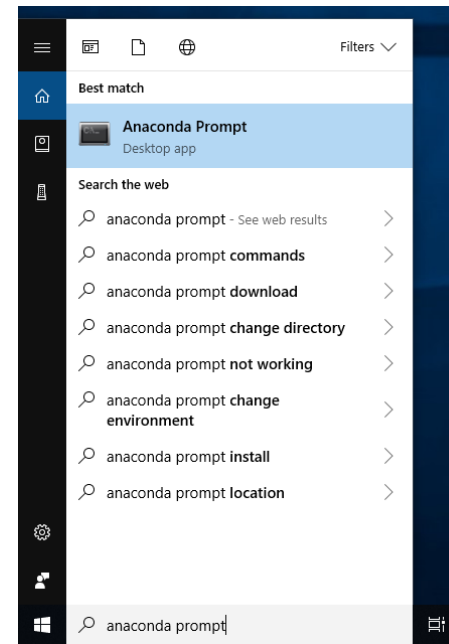 Filters
Best match
Anaconda Prompt
Desktop app
Search the web
anaconda prompt - See web results
anaconda prompt commands
anaconda prompt download
anaconda prompt change directory
anaconda prompt not working
anaconda prompt change
environment
anaconda prompt install
anaconda prompt location
anaconda prompt